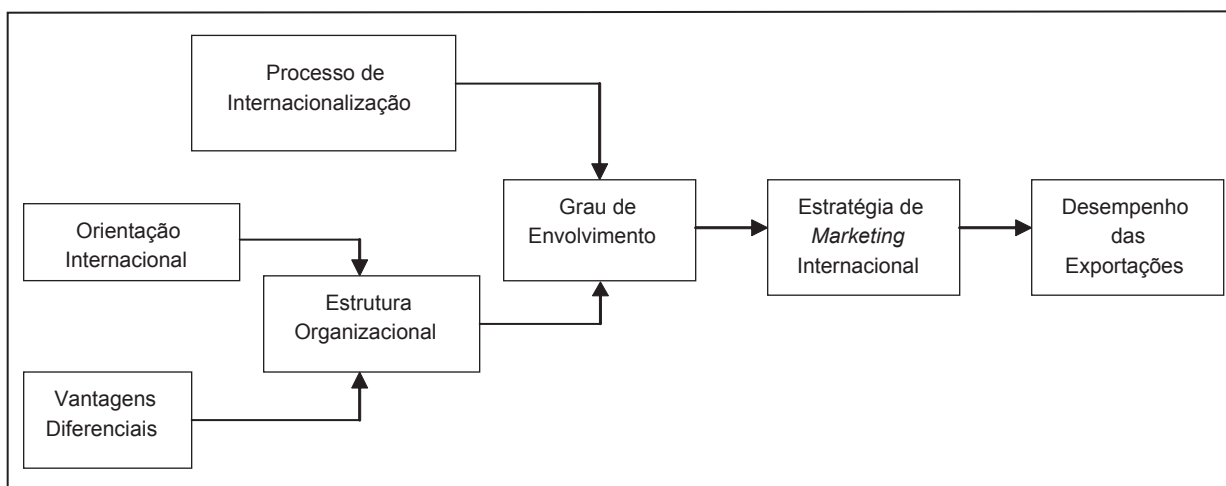 Processo de
Internacionalização
Orientação
Internacional
Vantagens
Diferenciais
Estrutura
Organizacional
Grau de
Envolvimento
Estratégia de
Marketing
Internacional
Desempenho
das
Exportações